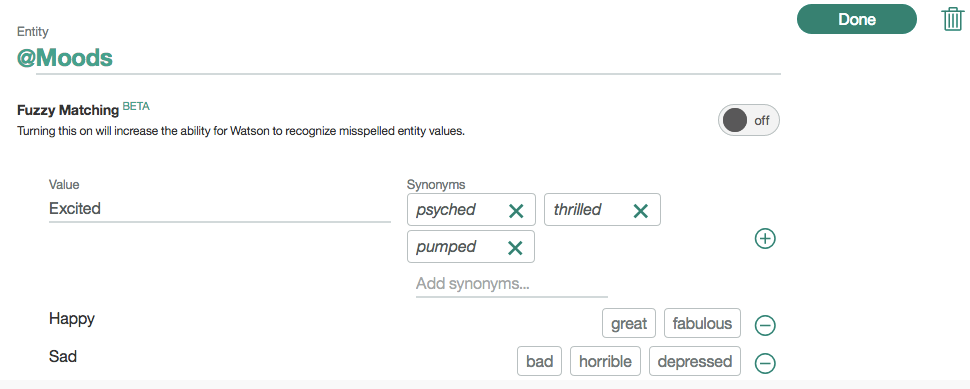 Done
Entity
@Moods
Fuzzy Matching BETA
Turning this on will increase the ability for Watson to recognize misspelled entity values.
off
Value Synonyms
Excited psyched thrilled
pumped
Add synonyms...
Happy great fabulous
Sad bad horrible depressed